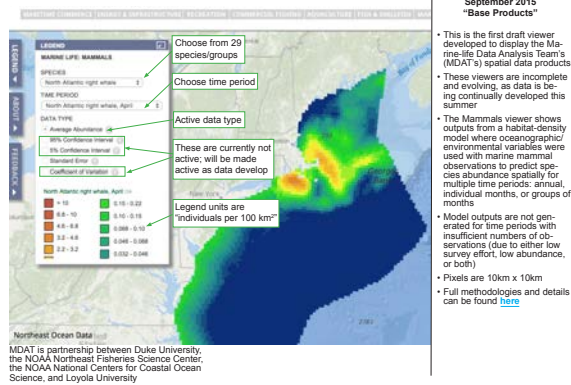 MARITIME COMMERCE | ENERGY & INFRASTRUCTURE | RECREATION | COMMERCIAL FISHING | AQUACULTURE | FISH & SHELLFISH
September 2015
"Base Products"
LEGEND
ABOUT
FEEDBACK
LEGEND
MARINE LIFE: MAMMALS
SPECIES
North Atlantic right whale
TIME PERIOD
North Atlantic right whale, April
DATA TYPE
Average Abundance
95% Confidence Interval
5% Confidence Interval
Standard Error
Coefficient of Variation
North Atlantic right whale, April
> 10
6.8 - 10
4.6 - 6.8
3.2 - 4.6
2.2 - 3.2
0.15 - 0.22
0.10 - 0.15
0.068 - 0.10
0.046 - 0.068
0.032 - 0.046
Choose from 29
species/groups
Choose time period
Active data type
These are currently not
active; will be made
active as data develop
Legend units are
"individuals per 100 km²"
New York
Bay of Fundy
Northeast Ocean Data
MDAT is partnership between Duke University,
the NOAA Northeast Fisheries Science Center,
the NOAA National Centers for Coastal Ocean
Science, and Loyola University
• This is the first draft viewer
developed to display the Ma-
rine-life Data Analysis Team's
(MDAT's) spatial data products
• These viewers are incomplete
and evolving, as data is be-
ing continually developed this
summer
• The Mammals viewer shows
outputs from a habitat-density
model where oceanographic/
environmental variables were
used with marine mammal
observations to predict spe-
cies abundance spatially for
multiple time periods: annual,
individual months, or groups of
months
• Model outputs are not gen-
erated for time periods with
insufficient numbers of ob-
servations (due to either low
survey effort, low abundance,
or both)
• Pixels are 10km x 10km
• Full methodologies and details
can be found here